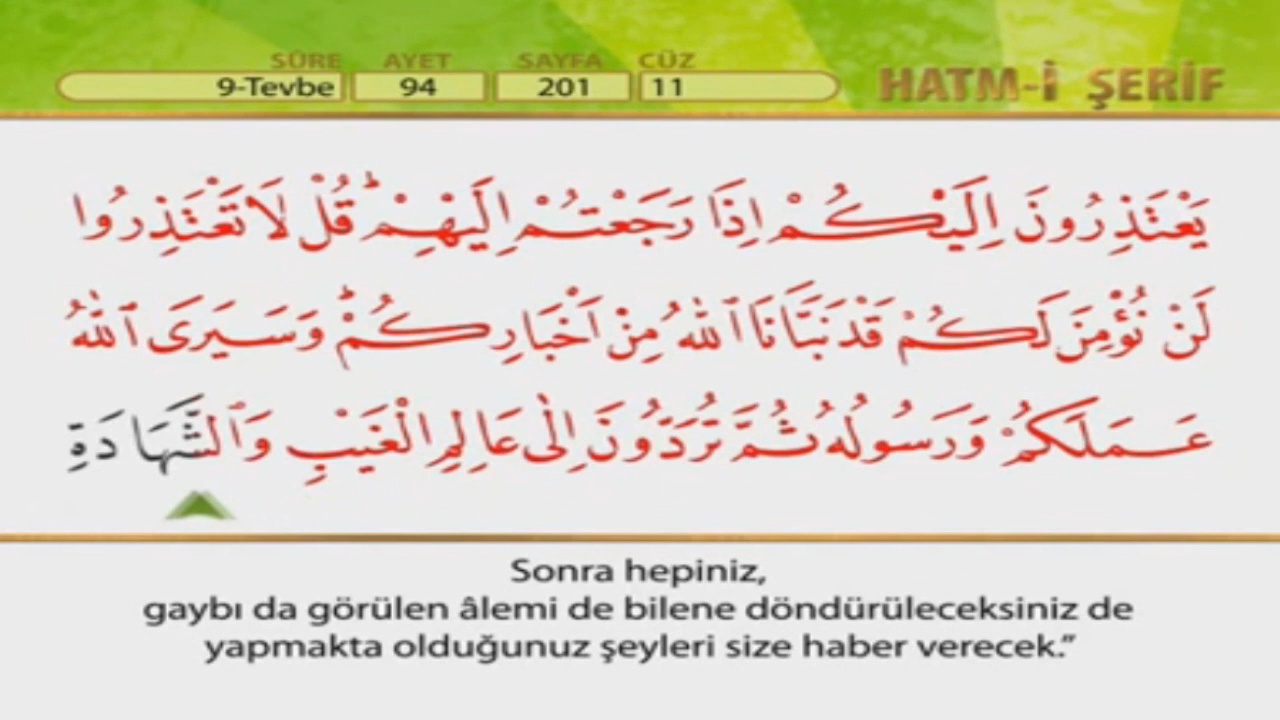 SÛRE AYET SAYFA CÜZ
9-Tevbe 94 201 11
HATM-İ ŞERİF
يَعْتَذِرُونَ اِلَيْكُمْ اِذَا رَجَعْتُمْ اِلَيْهِمْۜ قُلْ لَا تَعْتَذِرُوا
لَنْ نُؤْمِنَ لَكُمْ قَدْ نَبَّاَنَا اللّٰهُ مِنْ اَخْبَارِكُمْۜ وَسَيَرَى اللّٰهُ
عَمَلَكُمْ وَرَسُولُهُ ثُمَّ تُرَدُّونَ اِلٰى عَالِمِ الْغَيْبِ وَالشَّهَادَةِ
Sonra hepiniz,
gaybı da görülen âlemi de bilene döndürüleceksiniz de
yapmakta olduğunuz şeyleri size haber verecek.”